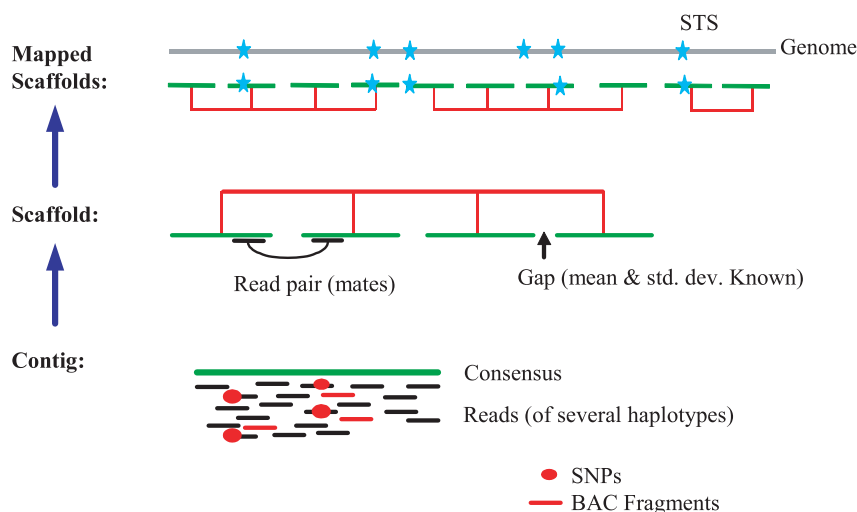 STS
Genome
Mapped
Scaffolds:
Scaffold:
Read pair (mates)
Gap (mean & std. dev. Known)
Contig:
Consensus
Reads (of several haplotypes)
SNPs
BAC Fragments